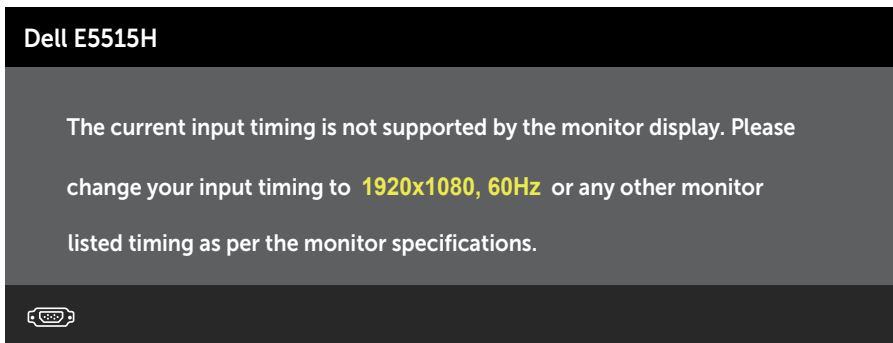 Dell E5515H
The current input timing is not supported by the monitor display. Please
change your input timing to 1920x1080, 60Hz or any other monitor
listed timing as per the monitor specifications.